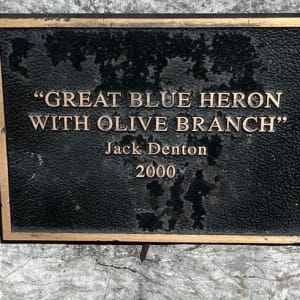 “GREAT BLUE HERON
WITH OLIVE BRANCH”
Jack Denton
2000